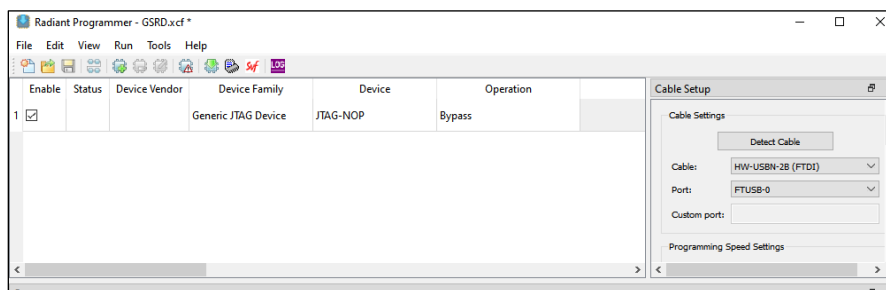 Radiant Programmer - GSRD.xcf *
File Edit View Run Tools Help
Svf LOG
Enable Status Device Vendor Device Family Device Operation Cable Setup
1 Generic JTAG Device JTAG-NOP Bypass
Cable Settings
Detect Cable
Cable: HW-USBN-2B (FTDI)
Port: FTUSB-0
Custom port:
Programming Speed Settings